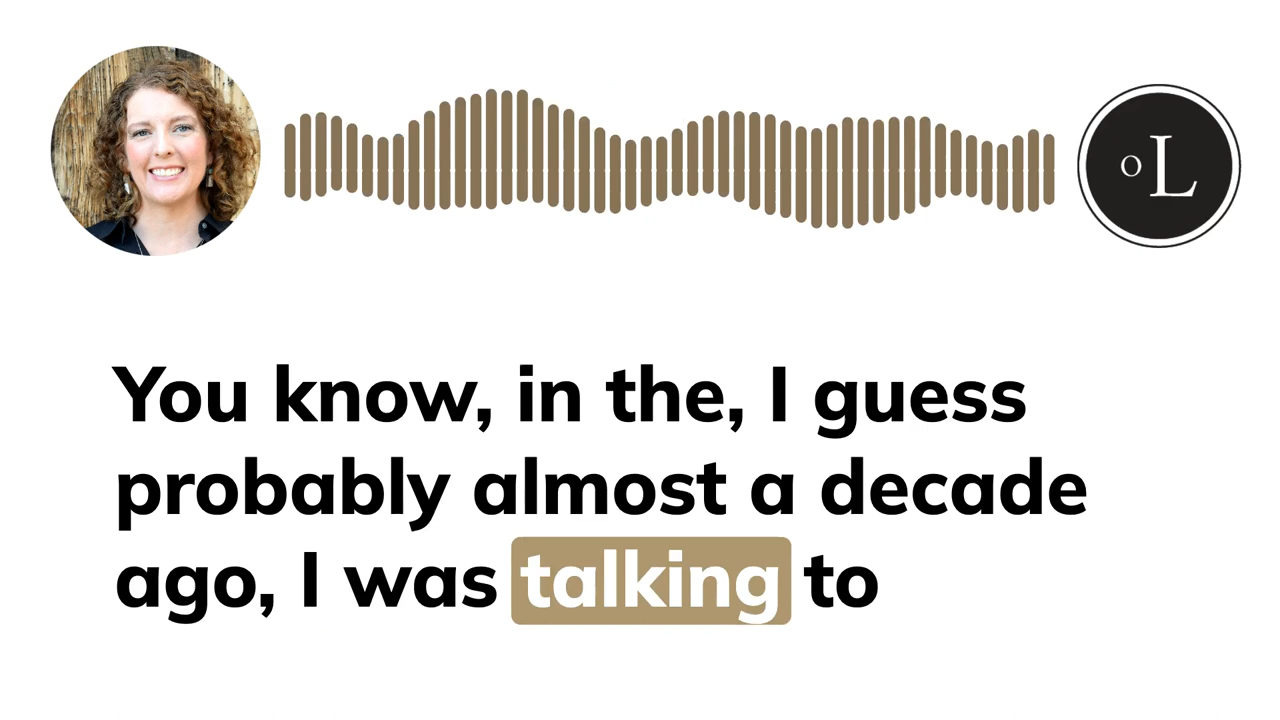 oL
You know, in the, I guess
probably almost a decade
ago, I was talking to